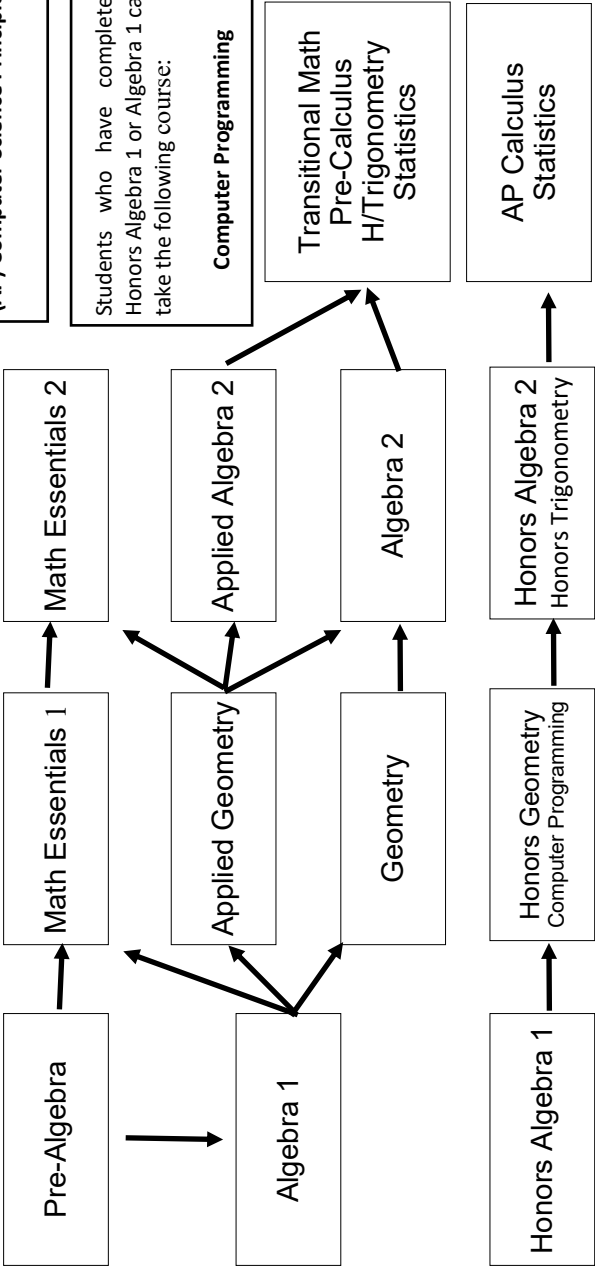 Pre-Algebra
Math Essentials 1
Math Essentials 2
(AP) Computer Science
Students who have complete
Honors Algebra 1 or Algebra 1 ca
take the following course:
Computer Programming
Algebra 1
Applied Geometry
Applied Algebra 2
Geometry
Algebra 2
Transitional Math
Pre-Calculus
H/Trigonometry
Statistics
Honors Algebra 1
Honors Geometry
Computer Programming
Honors Algebra 2
Honors Trigonometry
AP Calculus
Statistics